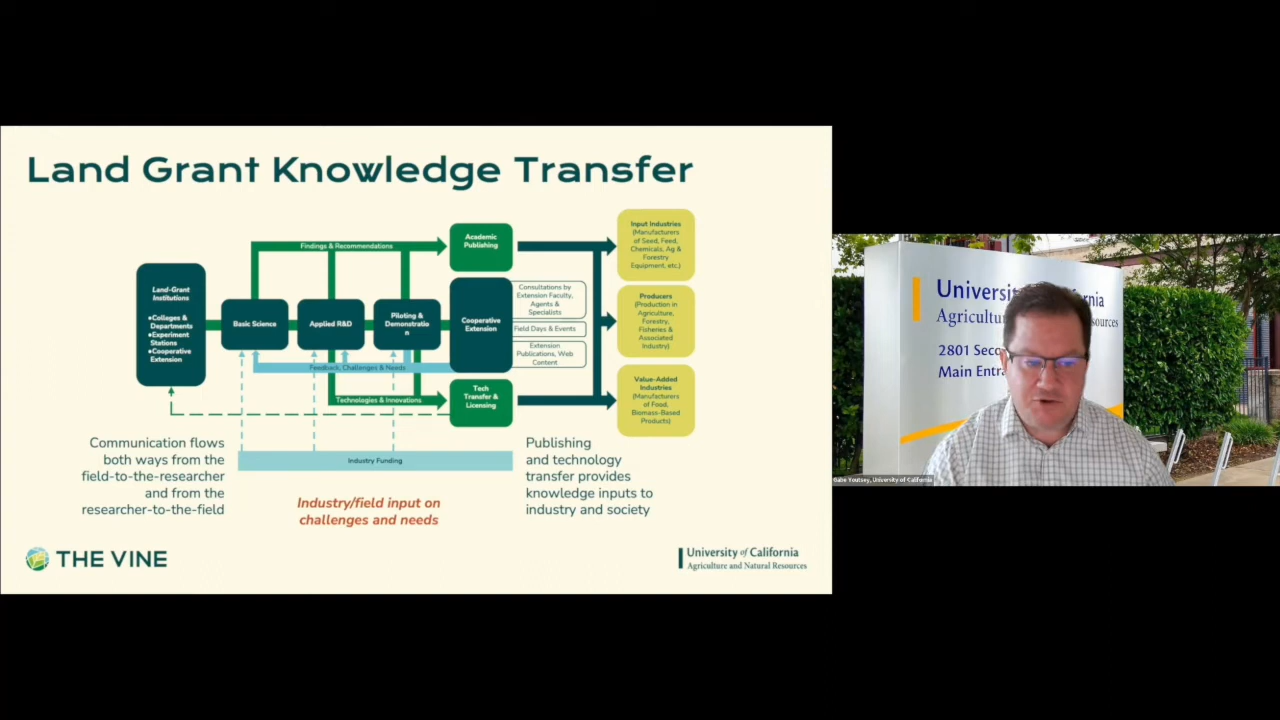 Land Grant Knowledge Transfer
Land-Grant
Institutions
•Colleges &
Departments
•Experiment
Stations
•Cooperative
Extension
Findings & Recommendations
Basic Science
Applied R&D
Piloting &
Demonstratio
n
Feedback, Challenges & Needs
Technologies & Innovations
Academic
Publishing
Cooperative
Extension
Tech
Transfer &
Licensing
Consultations by
Extension Faculty,
Agents &
Specialists
Field Days & Events
Extension
Publications, Web
Content
Input Industries
(Manufacturers
of Seed, Feed,
Chemicals, Ag &
Forestry
Equipment, etc.)
Producers
(Production in
Agriculture,
Forestry,
Fisheries &
Associated
Industry)
Value-Added
Industries
(Manufacturers
of Food,
Biomass-Based
Products)
Industry Funding
Communication flows
both ways from the
field-to-the-researcher
and from the
researcher-to-the-field
Industry/field input on
challenges and needs
Publishing
and technology
transfer provides
knowledge inputs to
industry and society
THE VINE
University of California
Agriculture and Natural Resources
2801
Main
Gabe Youtsey, University of California